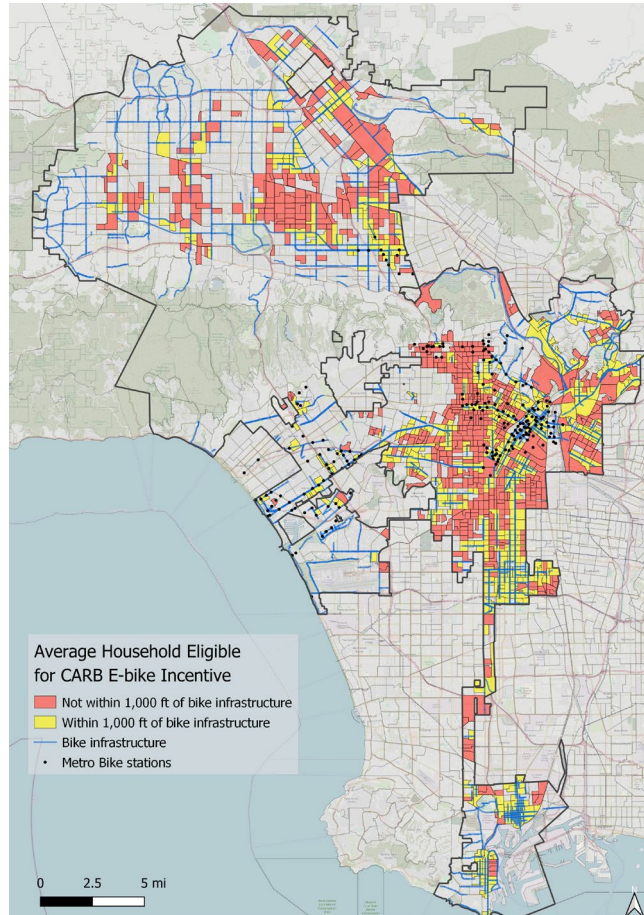 Average Household Eligible
for CARB E-bike Incentive
Not within 1,000 ft of bike infrastructure
Within 1,000 ft of bike infrastructure
Bike infrastructure
Metro Bike stations
0 2.5 5 mi
N